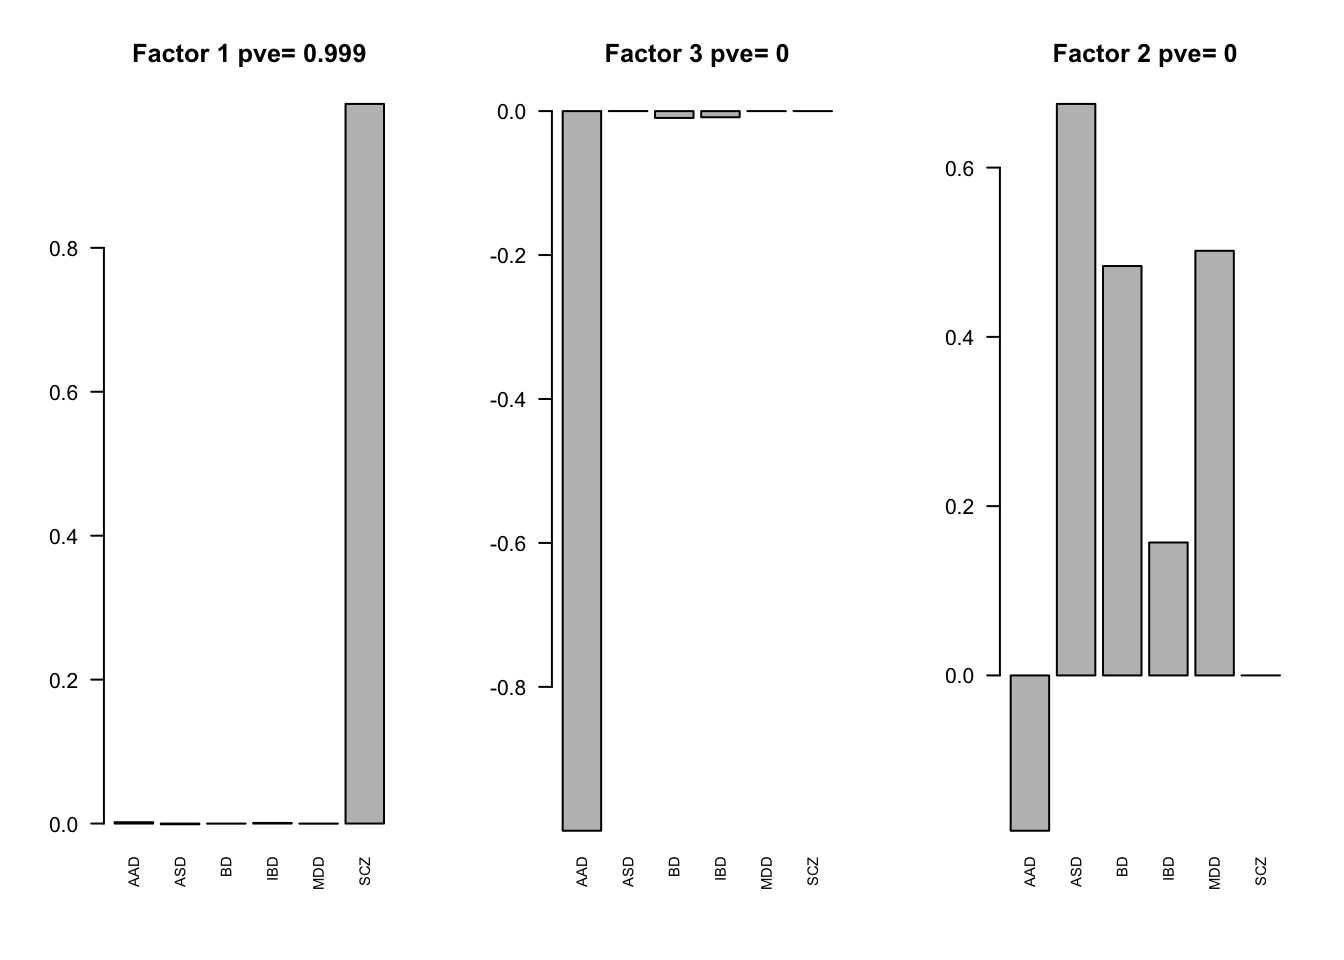 Factor 1 pve= 0.999
0.8
0.6
0.4
0.2
0.0
AAD
ASD
BD
IBD
MDD
SCZ
Factor 3 pve= 0
0.0
-0.2
-0.4
-0.6
-0.8
AAD
ASD
BD
IBD
MDD
SCZ
Factor 2 pve= 0
0.6
0.4
0.2
0.0
AAD
ASD
BD
IBD
MDD
SCZ